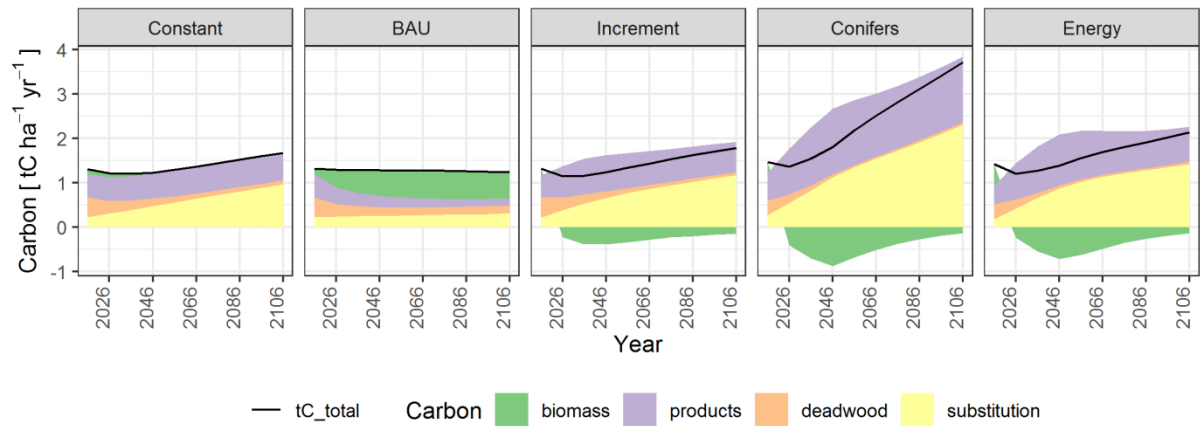 Constant BAU Increment Conifers Energy
Carbon [ tC ha⁻¹ yr⁻¹ ]
4
3
2
1
0
-1
2026 2046 2066 2086 2106 2026 2046 2066 2086 2106 2026 2046 2066 2086 2106 2026 2046 2066 2086 2106 2026 2046 2066 2086 2106
Year
tC_total Carbon biomass products deadwood substitution